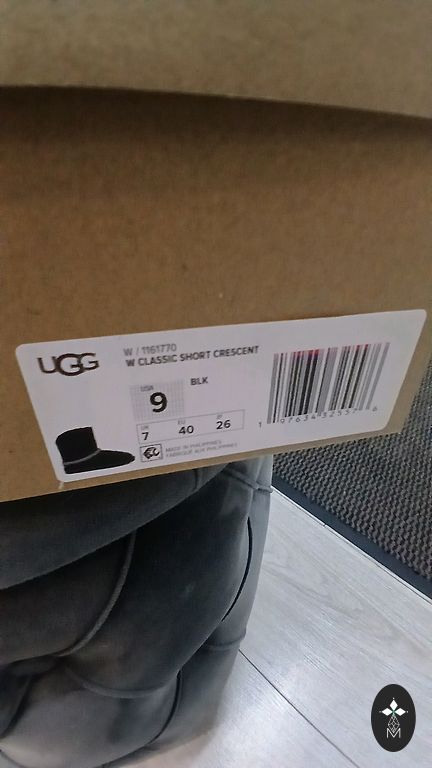 UGG
W / 1161770
W CLASSIC SHORT CRESCENT
USA
9
BLK
UK EU JP
7 40 26
MADE IN PHILIPPINES
FABRIQUÉ AUX PHILIPPINES
M